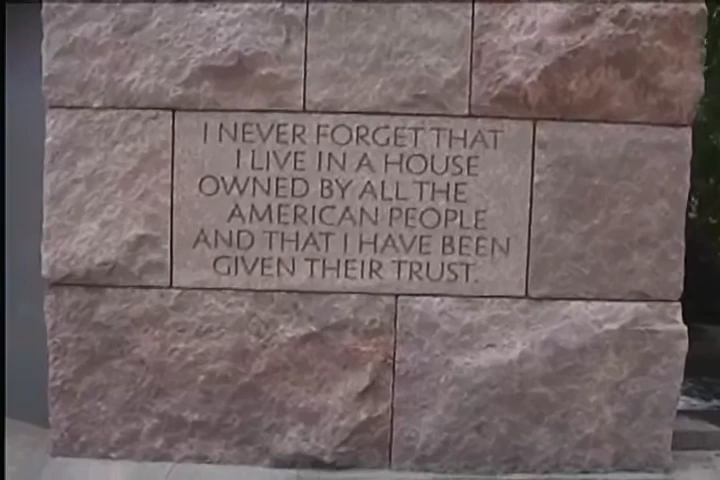 I NEVER FORGET THAT
I LIVE IN A HOUSE
OWNED BY ALL THE
AMERICAN PEOPLE
AND THAT I HAVE BEEN
GIVEN THEIR TRUST.